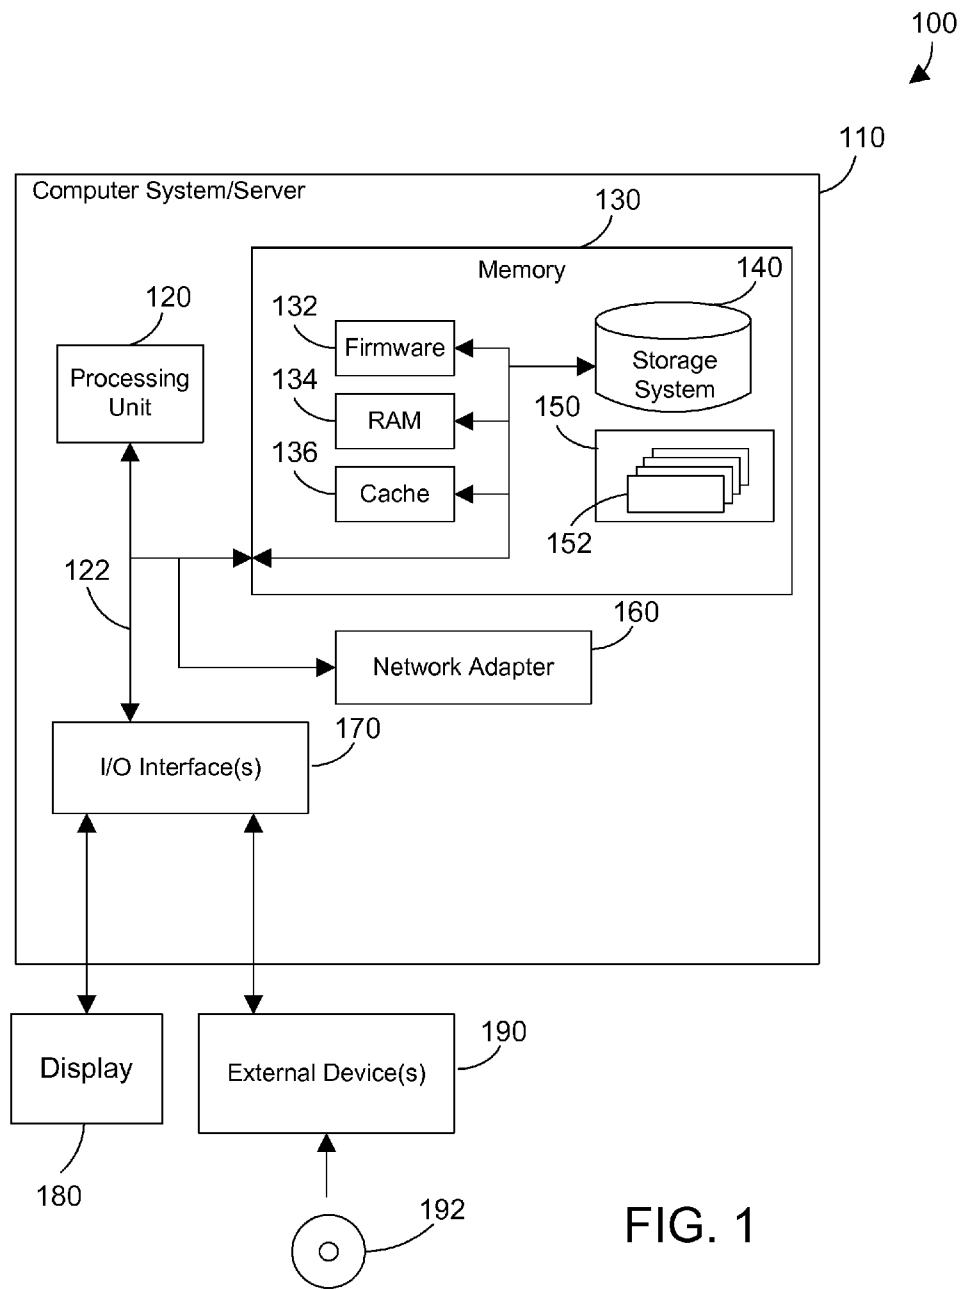 100
110
Computer System/Server
130
Memory
140
120
132
Firmware
Processing
Unit
Storage
System
134
RAM
150
136
Cache
152
122
160
Network Adapter
170
I/O Interface(s)
190
Display
External Device(s)
180
192
FIG. 1